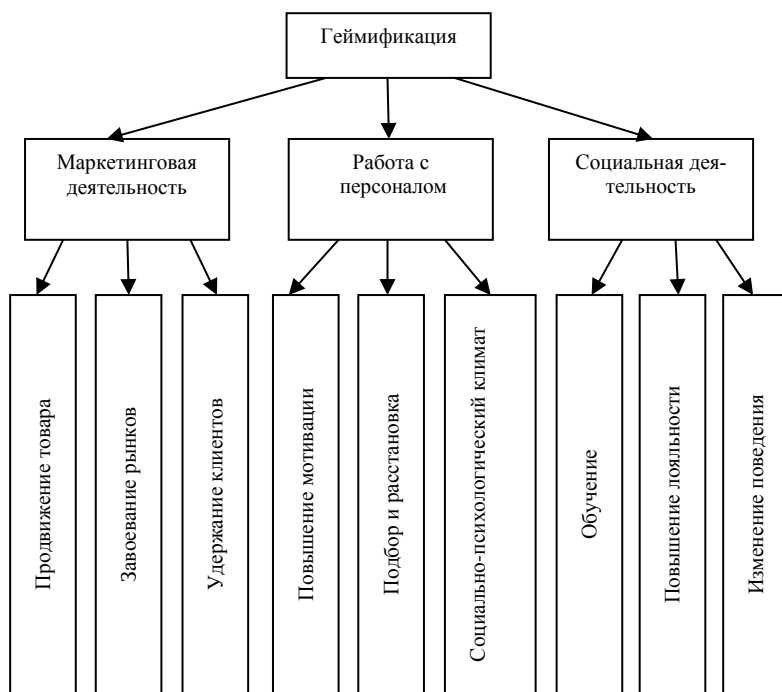 Геймификация
Маркетинговая
деятельность
Работа с
персоналом
Социальная дея-
тельность
Продвижение товара
Завоевание рынков
Удержание клиентов
Повышение мотивации
Подбор и расстановка
Социально-психологический климат
Обучение
Повышение лояльности
Изменение поведения